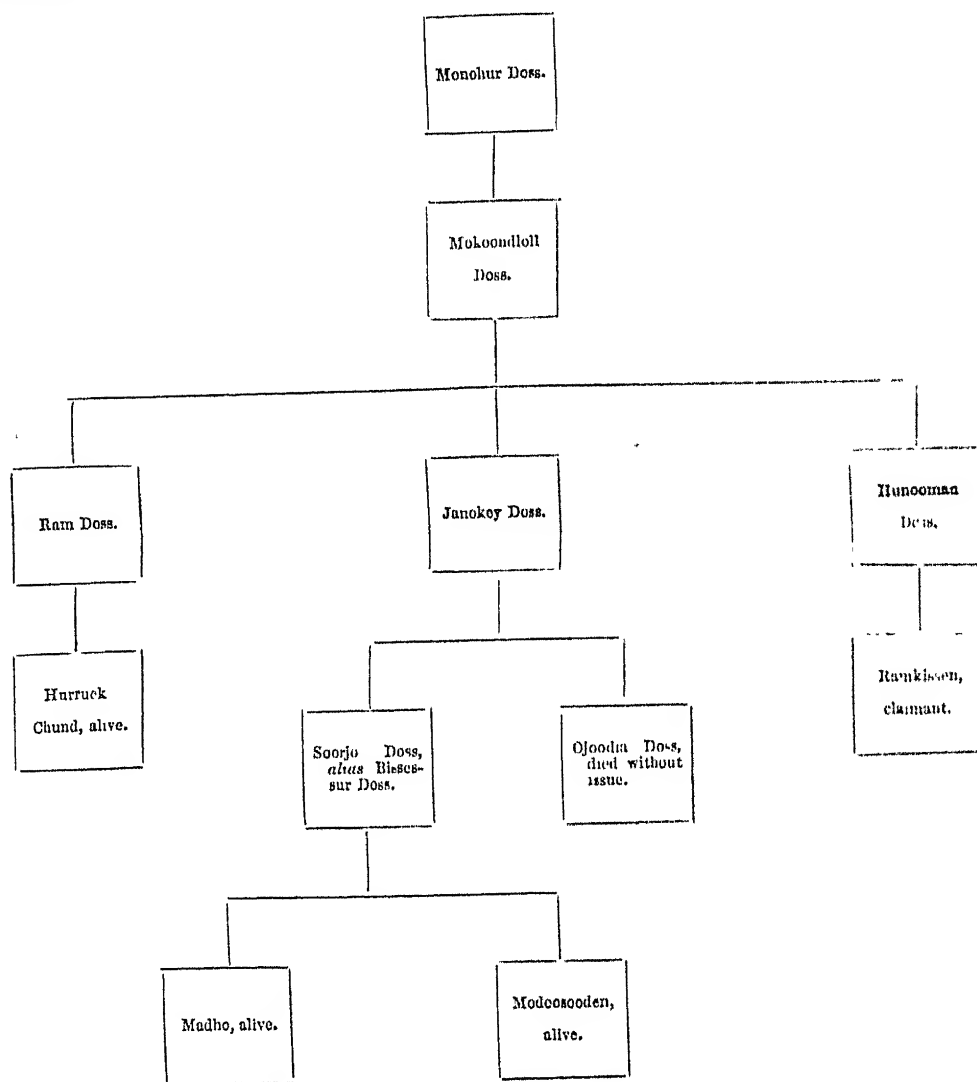 Monohur Doss.
Mokoondloll
Doss.
Ram Doss.
Janokey Doss.
Hunooman
Doss.
Hurruck
Chund, alive.
Soorjo Doss,
alias Bisses-
sur Doss.
Ojoodhia Doss,
died without
issue.
Ramkissen,
claimant.
Madho, alive.
Modoosooden,
alive.